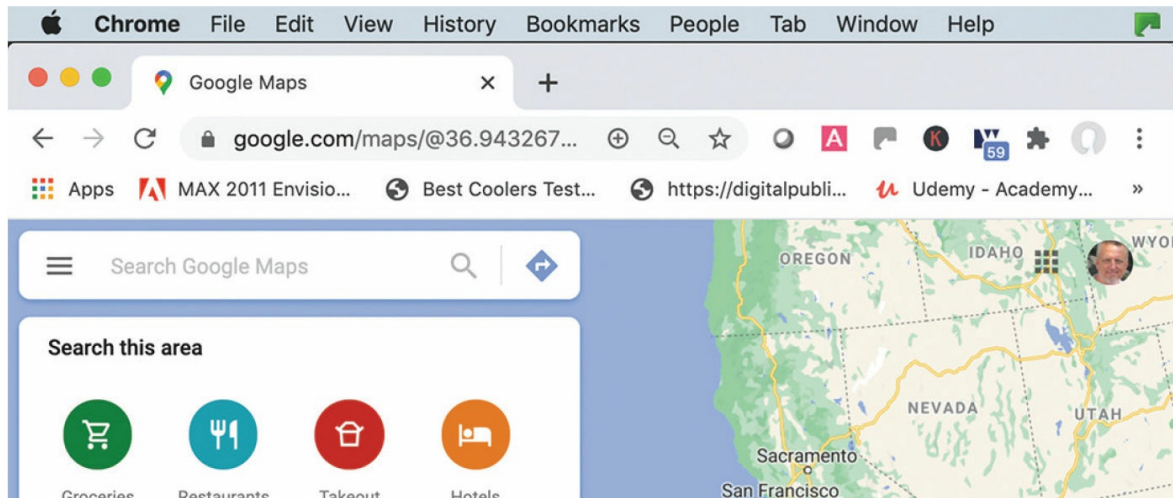 Chrome File Edit View History Bookmarks People Tab Window Help
Google Maps
google.com/maps/@36.943267...
A K 59
Apps MAX 2011 Envisio... Best Coolers Test... https://digitalpubli... Udemy - Academy... »
Search Google Maps
Search this area
Groceries Restaurants Takeout Hotels
OREGON IDAHO WYO
NEVADA UTAH
Sacramento
San Francisco